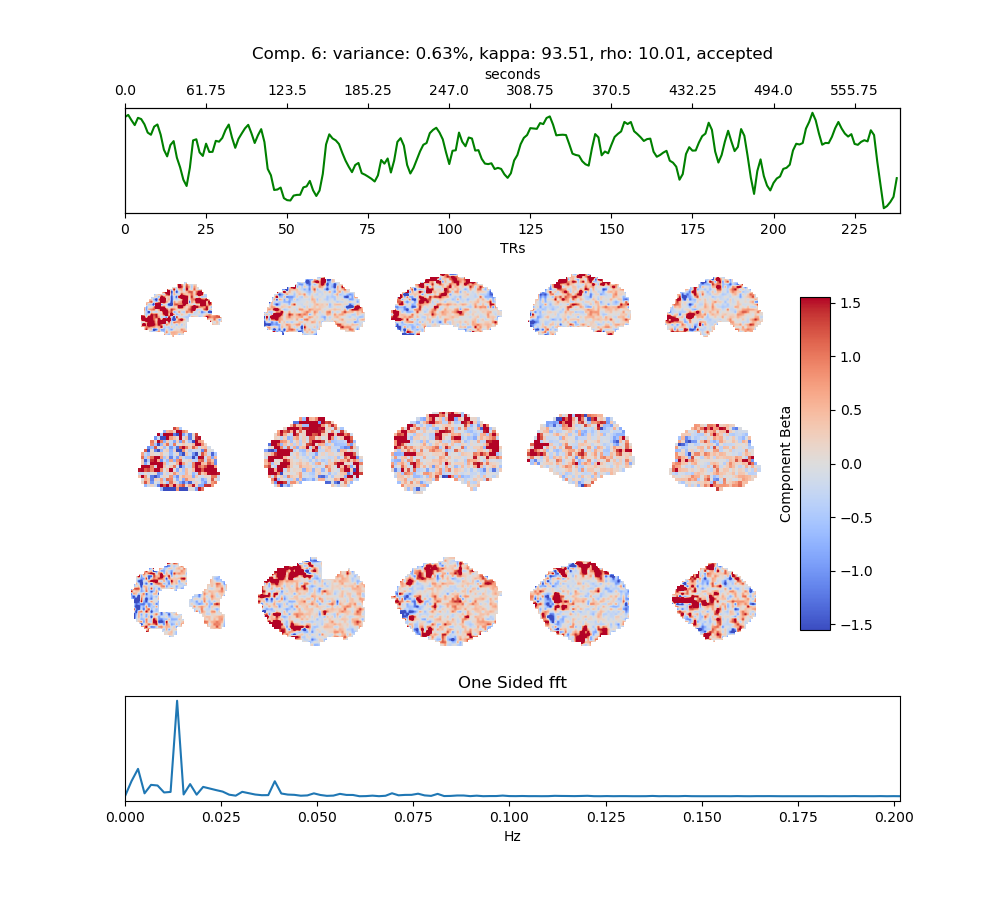 Comp. 6: variance: 0.63%, kappa: 93.51, rho: 10.01, accepted
seconds
0.0 61.75 123.5 185.25 247.0 308.75 370.5 432.25 494.0 555.75
0 25 50 75 100 125 150 175 200 225
TRs
1.5
1.0
0.5
0.0
−0.5
−1.0
−1.5
Component Beta
One Sided fft
0.000 0.025 0.050 0.075 0.100 0.125 0.150 0.175 0.200
Hz